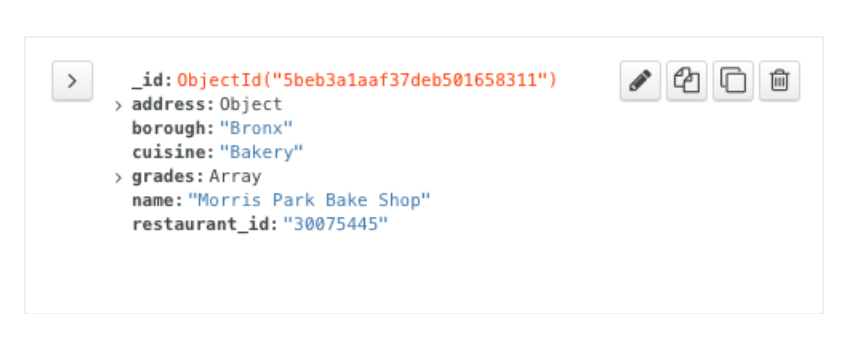 _id: ObjectId("5beb3a1aaf37deb501658311")
address: Object
borough: "Bronx"
cuisine: "Bakery"
grades: Array
name: "Morris Park Bake Shop"
restaurant_id: "30075445"